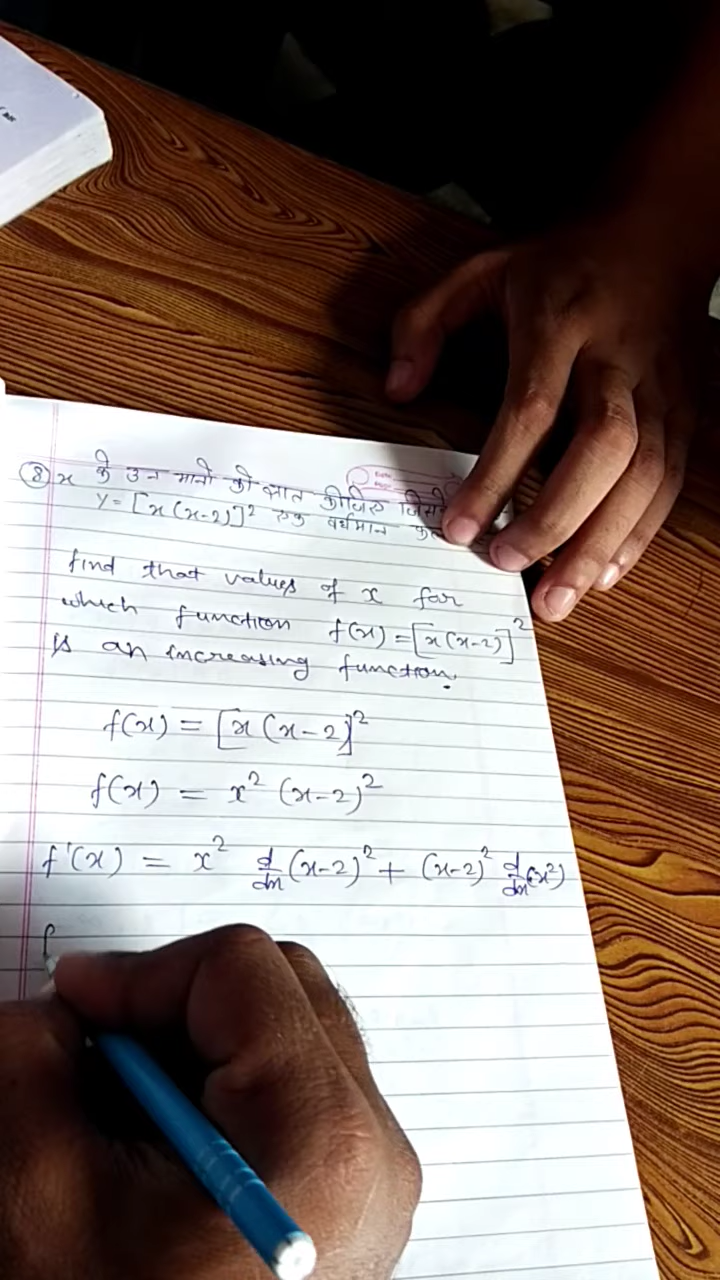 ⑧ x के उन मानो को ज्ञात कीजिए
y = [x(x-2)]² एक वर्धमान
find that values of x for
which function f(x) = [x(x-2)]²
is an increasing function.
f(x) = [x(x-2)]²
f(x) = x² (x-2)²
f'(x) = x² d/dx (x-2)² + (x-2)² d/dx (x²)